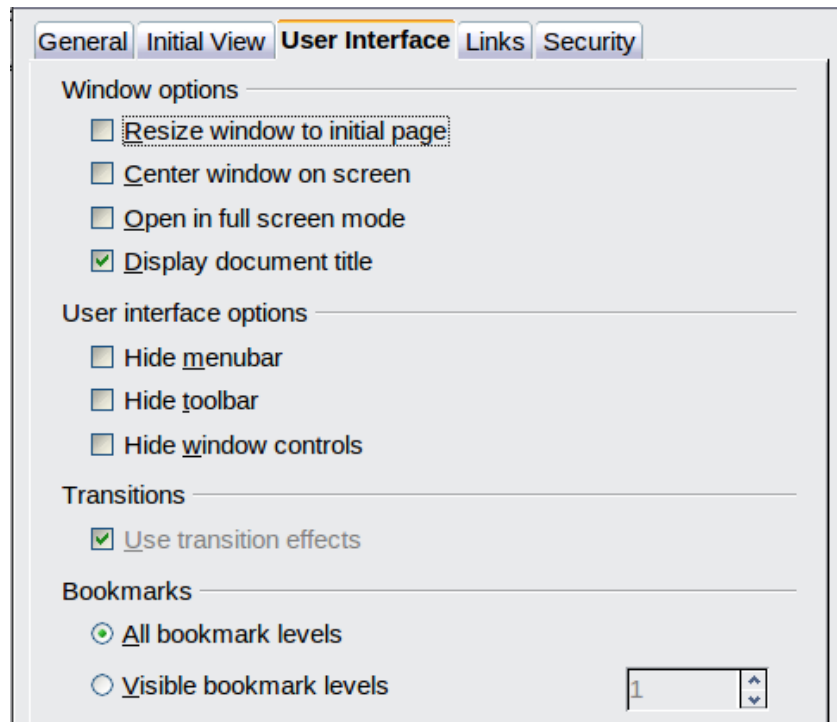 General Initial View User Interface Links Security
Window options
Resize window to initial page
Center window on screen
Open in full screen mode
Display document title
User interface options
Hide menubar
Hide toolbar
Hide window controls
Transitions
Use transition effects
Bookmarks
All bookmark levels
Visible bookmark levels 1